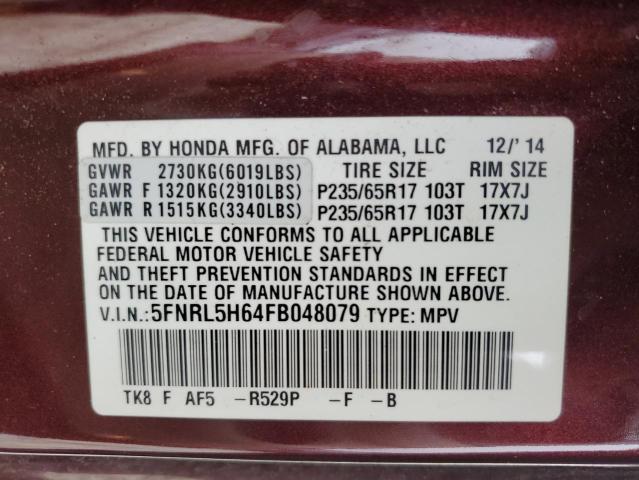 MFD. BY HONDA MFG. OF ALABAMA, LLC 12/' 14
GVWR 2730KG(6019LBS) TIRE SIZE RIM SIZE
GAWR F 1320KG(2910LBS) P235/65R17 103T 17X7J
GAWR R 1515KG(3340LBS) P235/65R17 103T 17X7J
THIS VEHICLE CONFORMS TO ALL APPLICABLE
FEDERAL MOTOR VEHICLE SAFETY
AND THEFT PREVENTION STANDARDS IN EFFECT
ON THE DATE OF MANUFACTURE SHOWN ABOVE.
V.I.N.:5FNRL5H64FB048079 TYPE: MPV
TK8 F AF5 -R529P -F -B